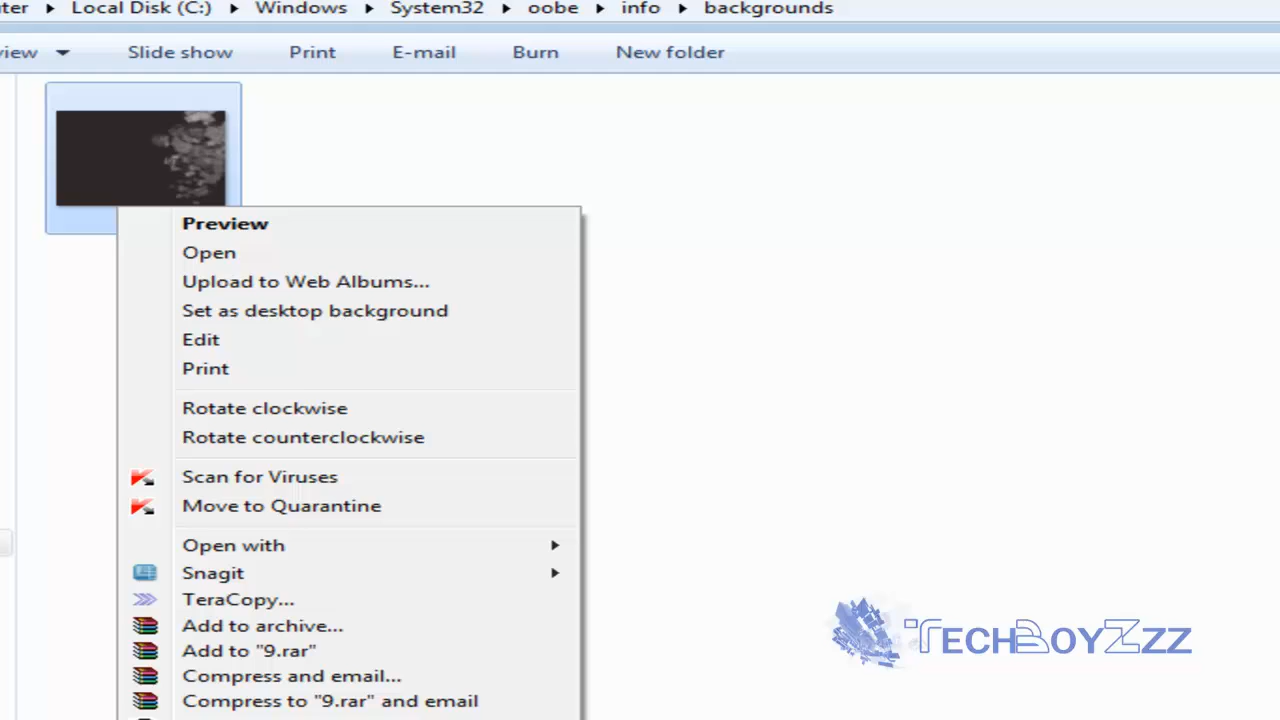 uter ▸ Local Disk (C:) ▸ Windows ▸ System32 ▸ oobe ▸ info ▸ backgrounds
view Slide show Print E-mail Burn New folder
Preview
Open
Upload to Web Albums...
Set as desktop background
Edit
Print
Rotate clockwise
Rotate counterclockwise
Scan for Viruses
Move to Quarantine
Open with
Snagit
TeraCopy...
Add to archive...
Add to "9.rar"
Compress and email...
Compress to "9.rar" and email
TechBoyZzz